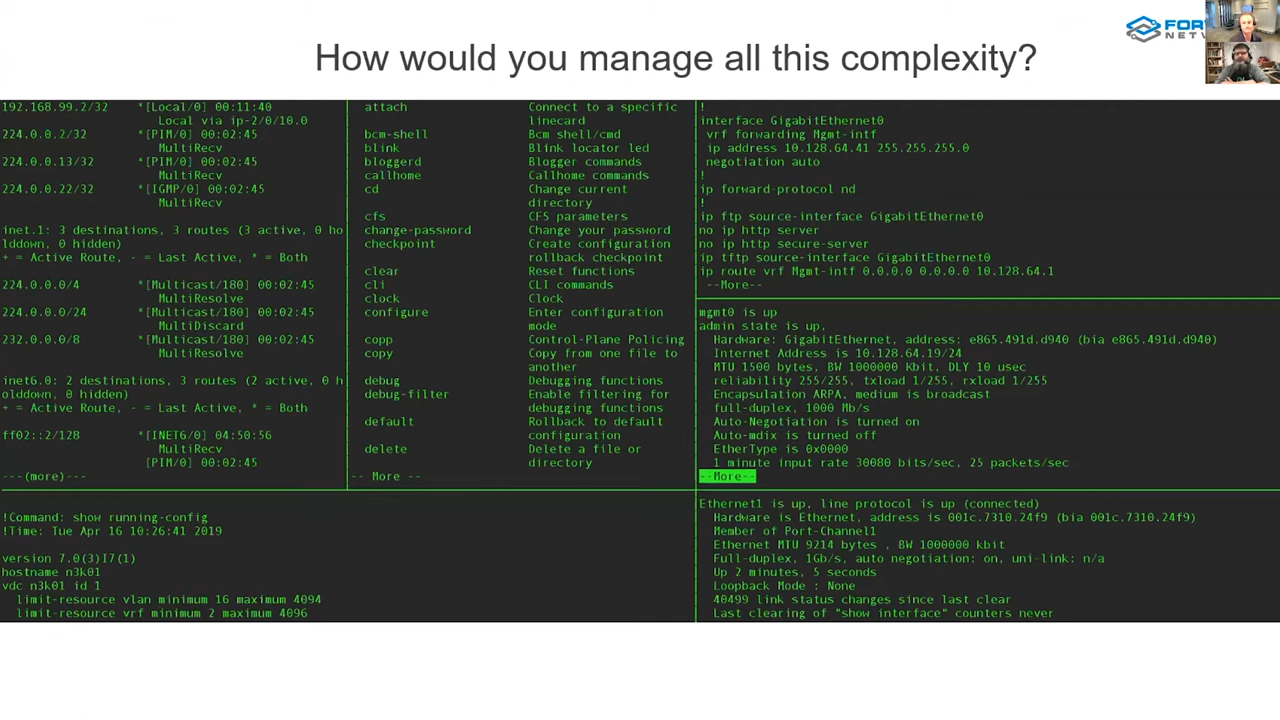 How would you manage all this complexity?
FOR
NETW
192.168.99.2/32 *[Local/0] 00:11:40
Local via ip-2/0/10.0
224.0.0.2/32 *[PIM/0] 00:02:45
MultiRecv
224.0.0.13/32 *[PIM/0] 00:02:45
MultiRecv
224.0.0.22/32 *[IGMP/0] 00:02:45
MultiRecv
inet.1: 3 destinations, 3 routes (3 active, 0 ho
lddown, 0 hidden)
+ = Active Route, - = Last Active, * = Both
224.0.0.0/4 *[Multicast/180] 00:02:45
MultiResolve
224.0.0.0/24 *[Multicast/180] 00:02:45
MultiDiscard
232.0.0.0/8 *[Multicast/180] 00:02:45
MultiResolve
inet6.0: 2 destinations, 3 routes (2 active, 0 h
olddown, 0 hidden)
+ = Active Route, - = Last Active, * = Both
ff02::2/128 *[INET6/0] 04:50:56
MultiRecv
[PIM/0] 00:02:45
---(more)---
attach Connect to a specific
linecard
bcm-shell Bcm shell/cmd
blink Blink locator led
bloggerd Blogger commands
callhome Callhome commands
cd Change current
directory
cfs CFS parameters
change-password Change your password
checkpoint Create configuration
rollback checkpoint
clear Reset functions
cli CLI commands
clock Clock
configure Enter configuration
mode
copp Control-Plane Policing
copy Copy from one file to
another
debug Debugging functions
debug-filter Enable filtering for
debugging functions
default Rollback to default
configuration
delete Delete a file or
directory
-- More --
!
interface GigabitEthernet0
vrf forwarding Mgmt-intf
ip address 10.128.64.41 255.255.255.0
negotiation auto
!
ip forward-protocol nd
!
ip ftp source-interface GigabitEthernet0
no ip http server
no ip http secure-server
ip tftp source-interface GigabitEthernet0
ip route vrf Mgmt-intf 0.0.0.0 0.0.0.0 10.128.64.1
--More--
mgmt0 is up
admin state is up,
Hardware: GigabitEthernet, address: e865.491d.d940 (bia e865.491d.d940)
Internet Address is 10.128.64.19/24
MTU 1500 bytes, BW 1000000 Kbit, DLY 10 usec
reliability 255/255, txload 1/255, rxload 1/255
Encapsulation ARPA, medium is broadcast
full-duplex, 1000 Mb/s
Auto-Negotiation is turned on
Auto-mdix is turned off
EtherType is 0x0000
1 minute input rate 30080 bits/sec, 25 packets/sec
--More--
!Command: show running-config
!Time: Tue Apr 16 10:26:41 2019
version 7.0(3)I7(1)
hostname n3k01
vdc n3k01 id 1
limit-resource vlan minimum 16 maximum 4094
limit-resource vrf minimum 2 maximum 4096
Ethernet1 is up, line protocol is up (connected)
Hardware is Ethernet, address is 001c.7310.24f9 (bia 001c.7310.24f9)
Member of Port-Channel1
Ethernet MTU 9214 bytes , BW 1000000 kbit
Full-duplex, 1Gb/s, auto negotiation: on, uni-link: n/a
Up 2 minutes, 5 seconds
Loopback Mode : None
40499 link status changes since last clear
Last clearing of "show interface" counters never